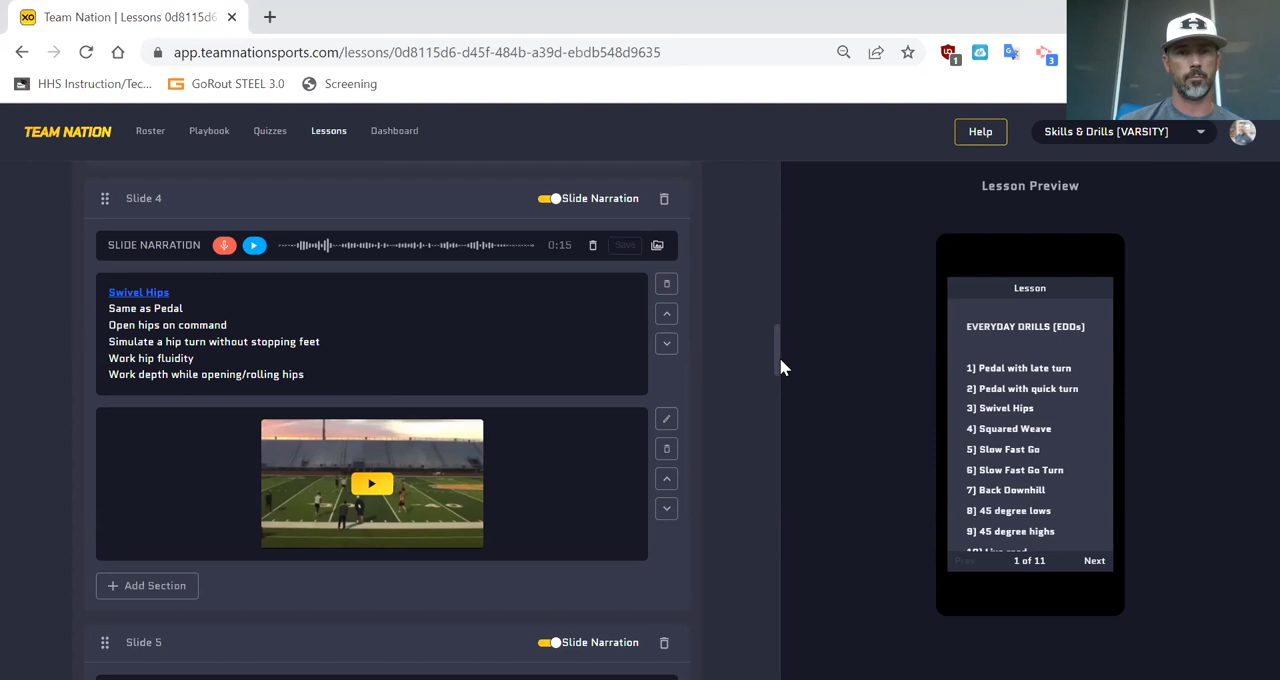 Team Nation | Lessons 0d8115d6
app.teamnationsports.com/lessons/0d8115d6-d45f-484b-a39d-ebdb548d9635
1
3
HHS Instruction/Tec...
GoRout STEEL 3.0
Screening
TEAM NATION
Roster
Playbook
Quizzes
Lessons
Dashboard
Help
Skills & Drills [VARSITY]
Slide 4
Slide Narration
SLIDE NARRATION
0:15
Save
Swivel Hips
Same as Pedal
Open hips on command
Simulate a hip turn without stopping feet
Work hip fluidity
Work depth while opening/rolling hips
+ Add Section
Slide 5
Slide Narration
Lesson Preview
Lesson
EVERYDAY DRILLS [EDDs]
1] Pedal with late turn
2] Pedal with quick turn
3] Swivel Hips
4] Squared Weave
5] Slow Fast Go
6] Slow Fast Go Turn
7] Back Downhill
8] 45 degree lows
9] 45 degree highs
Prev
1 of 11
Next